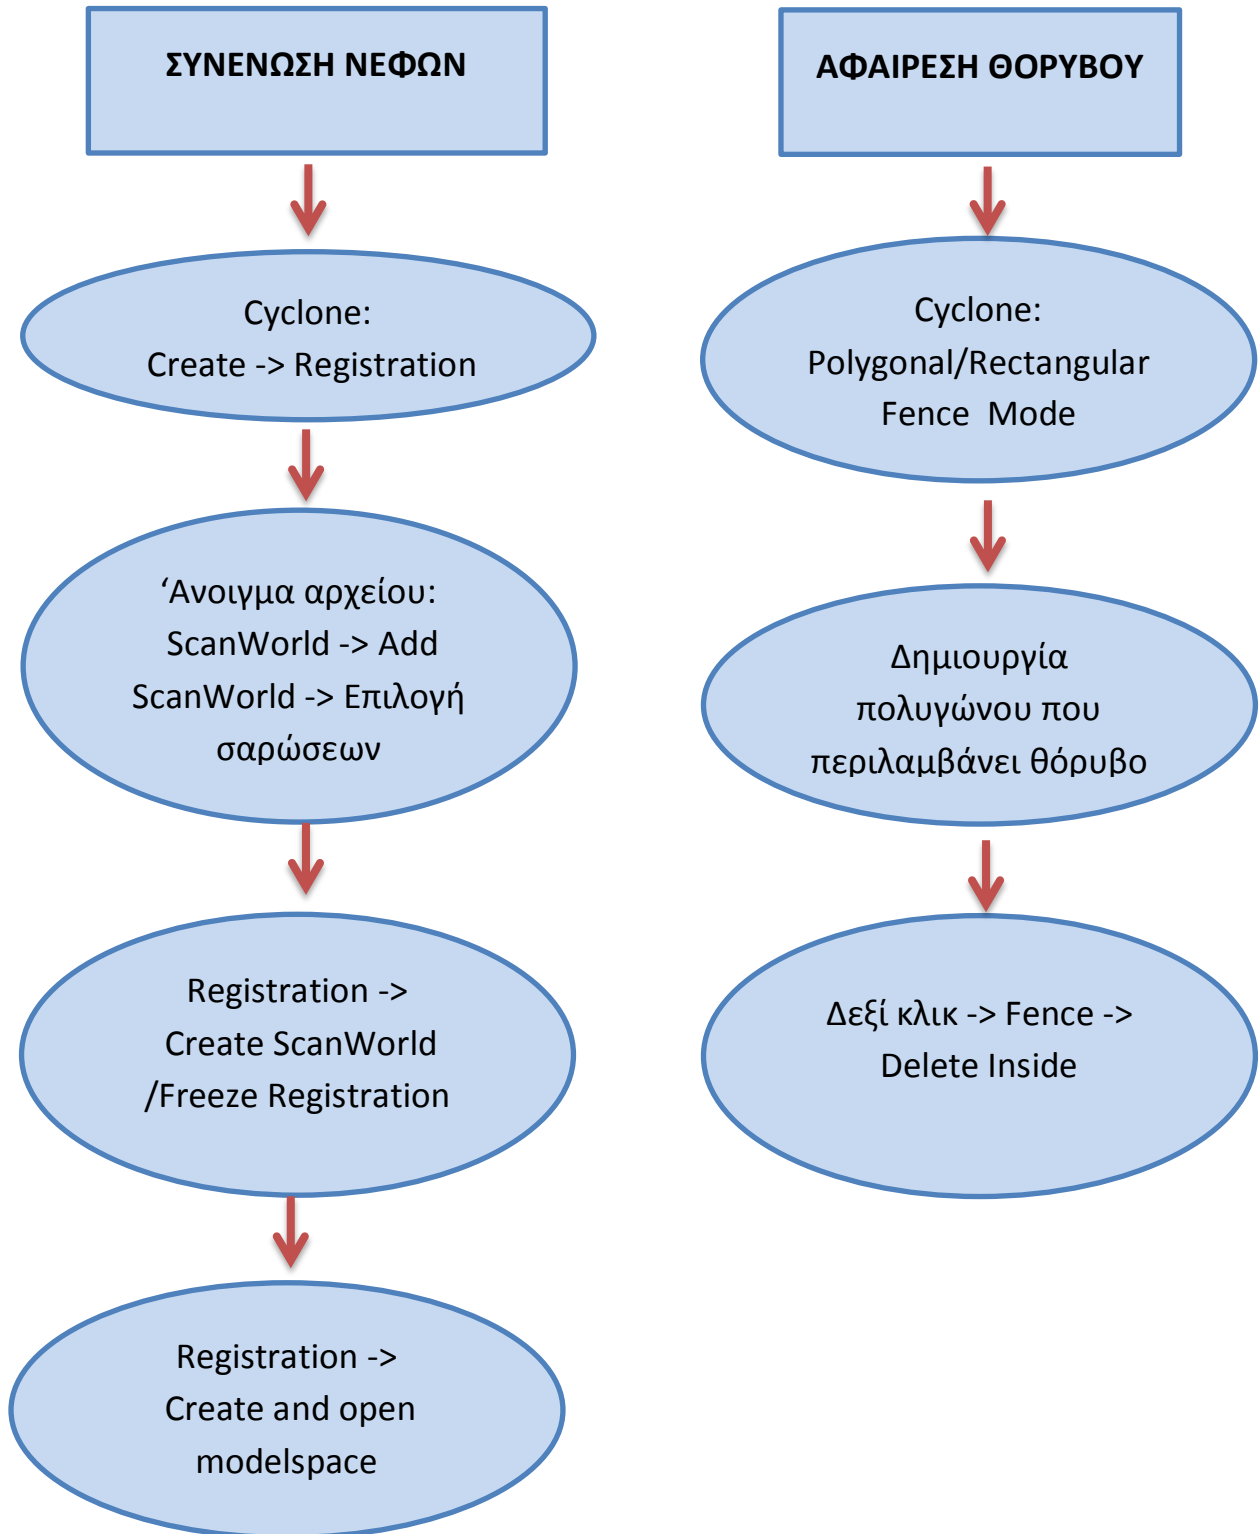 ΣΥΝΕΝΩΣΗ ΝΕΦΩΝ
Cyclone:
Create -> Registration
‘Ανοιγμα αρχείου:
ScanWorld -> Add
ScanWorld -> Επιλογή
σαρώσεων
Registration ->
Create ScanWorld
/Freeze Registration
Registration ->
Create and open
modelspace
ΑΦΑΙΡΕΣΗ ΘΟΡΥΒΟΥ
Cyclone:
Polygonal/Rectangular
Fence Mode
Δημιουργία
πολυγώνου που
περιλαμβάνει θόρυβο
Δεξί κλικ -> Fence ->
Delete Inside